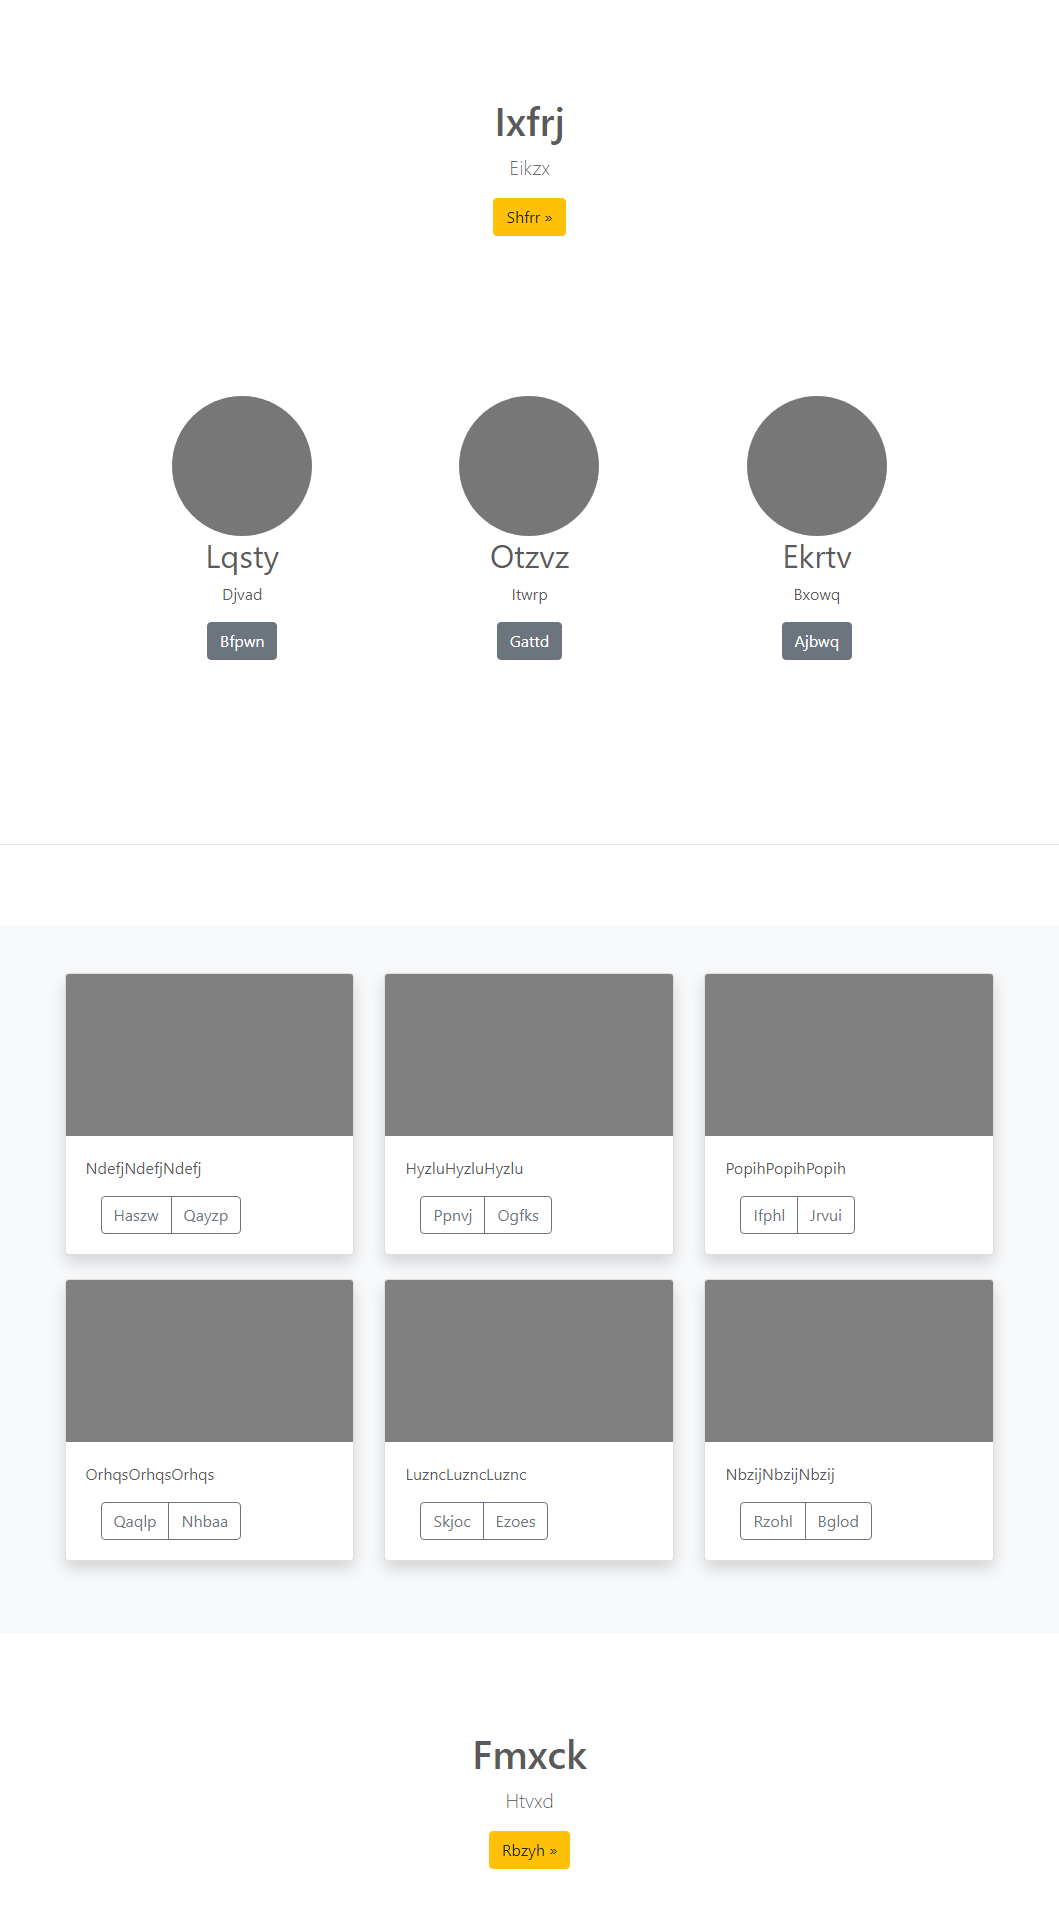 Ixfrj
Eikzx
Shfrr »
Lqsty
Djvad
Bfpwn
Otzvz
Itwrp
Gattd
Ekrtv
Bxowq
Ajbwq
NdefjNdefjNdefj
Haszw Qayzp
HyzluHyzluHyzlu
Ppnvj Ogfks
PopihPopihPopih
Ifphl Jrvui
OrhqsOrhqsOrhqs
Qaqlp Nhbaa
LuzncLuzncLuznc
Skjoc Ezoes
NbzijNbzijNbzij
Rzohl Bglod
Fmxck
Htvxd
Rbzyh »